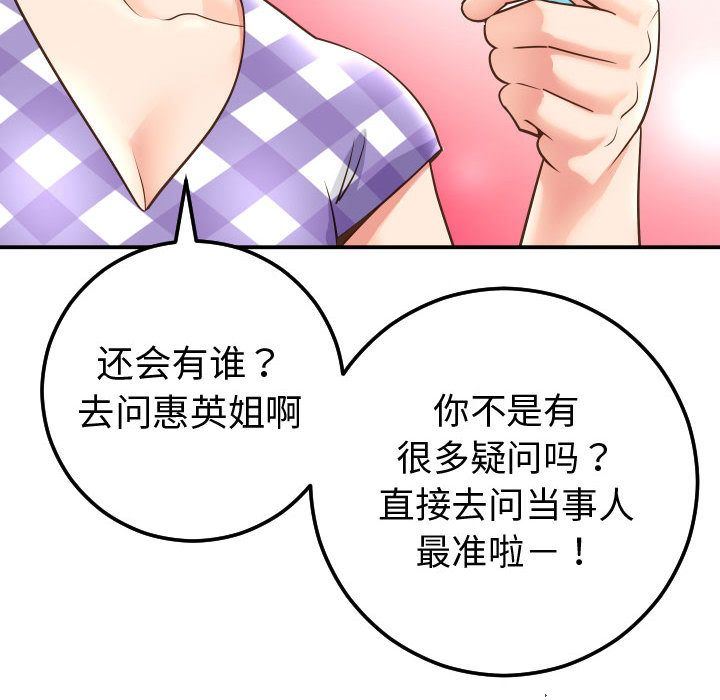 还会有谁？
去问惠英姐啊
你不是有
很多疑问吗？
直接去问当事人
最准啦－！